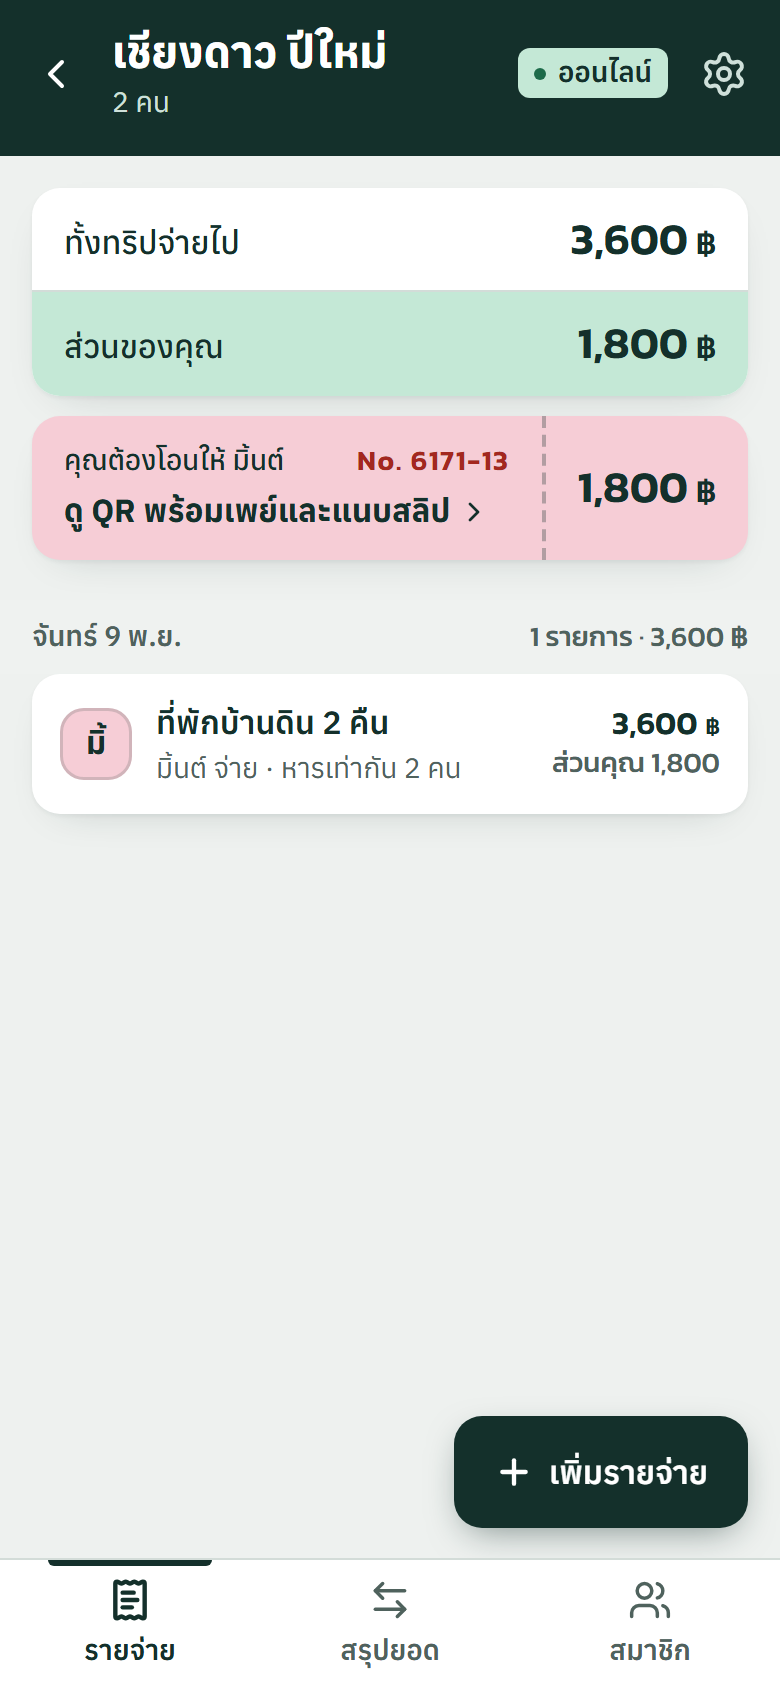 เชียงดาว ปีใหม่
2 คน
ออนไลน์
ทั้งทริปจ่ายไป 3,600 ฿
ส่วนของคุณ 1,800 ฿
คุณต้องโอนให้ มิ้นต์ No. 6171-13
ดู QR พร้อมเพย์และแนบสลิป
1,800 ฿
จันทร์ 9 พ.ย. 1 รายการ · 3,600 ฿
มิ้
ที่พักบ้านดิน 2 คืน 3,600 ฿
มิ้นต์ จ่าย · หารเท่ากัน 2 คน ส่วนคุณ 1,800
เพิ่มรายจ่าย
รายจ่าย สรุปยอด สมาชิก